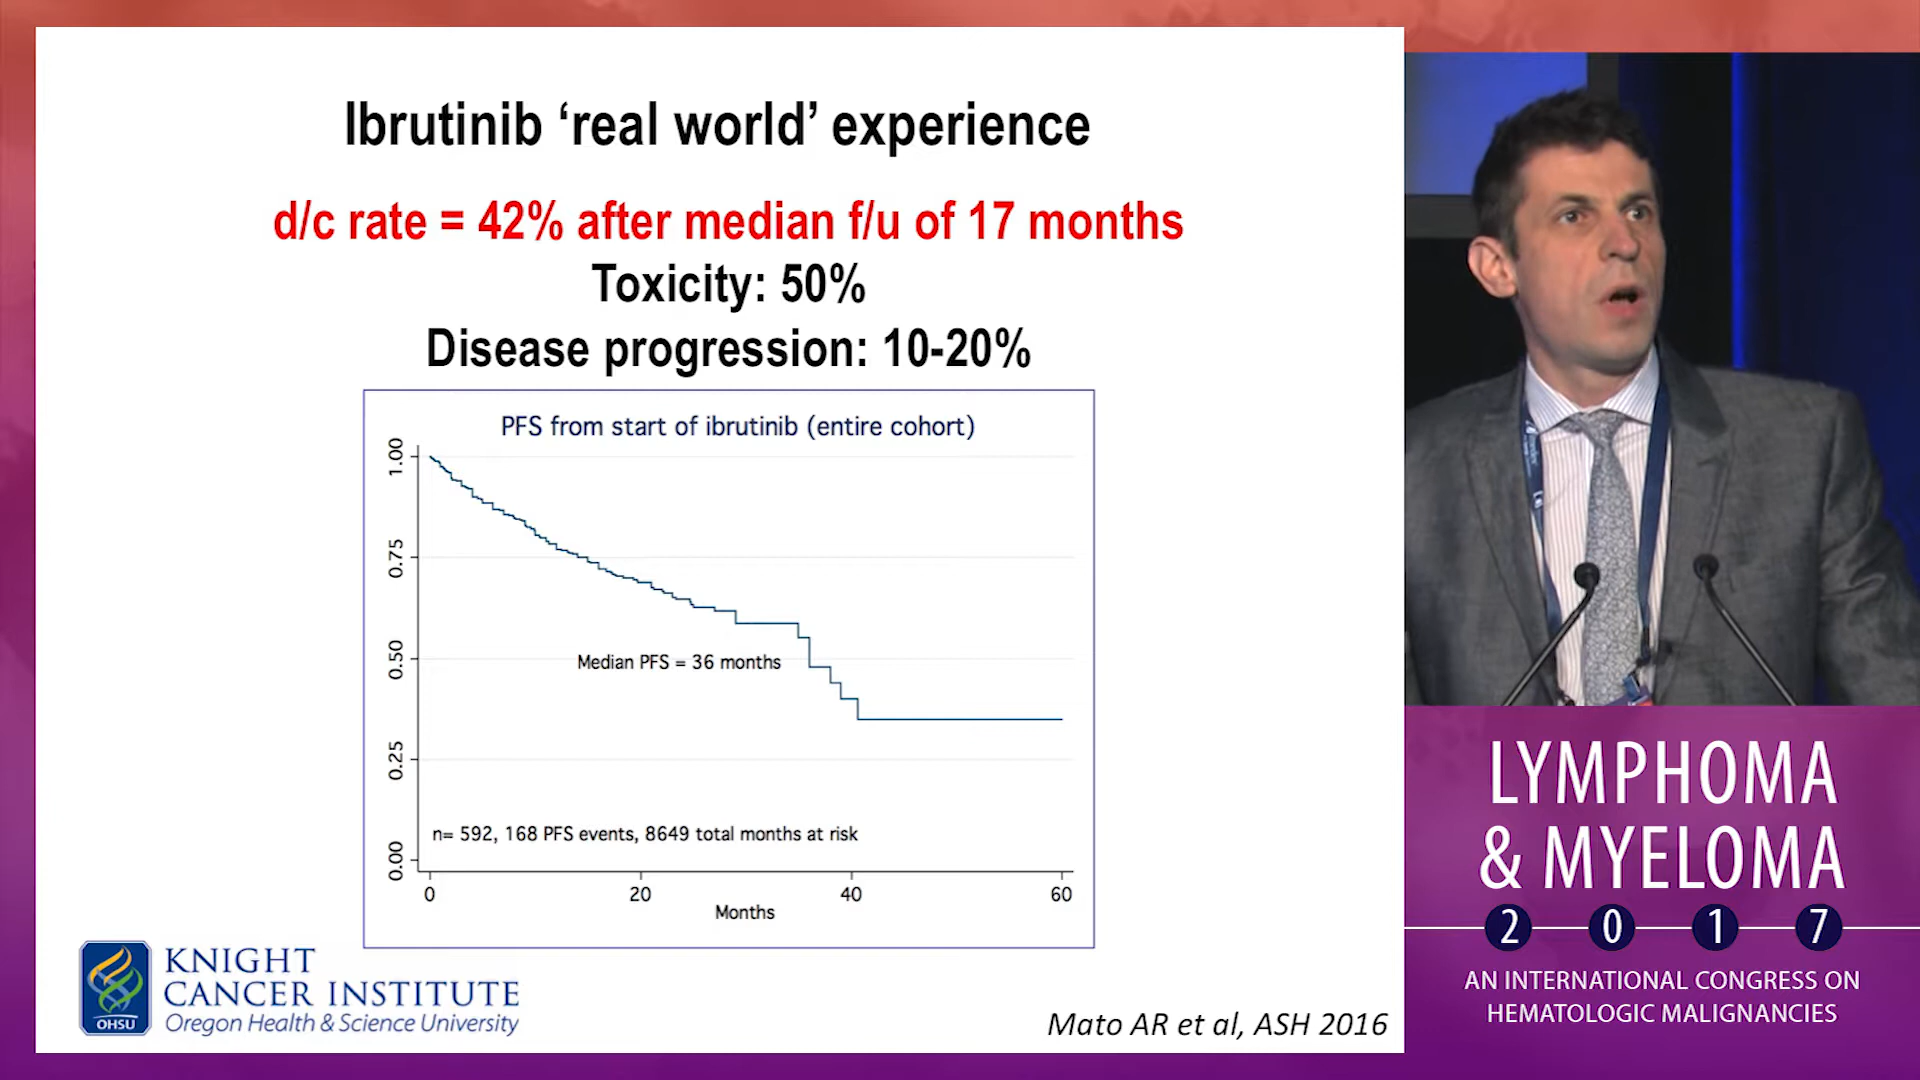 Ibrutinib ‘real world’ experience
d/c rate = 42% after median f/u of 17 months
Toxicity: 50%
Disease progression: 10-20%
PFS from start of ibrutinib (entire cohort)
1.00
0.75
0.50
0.25
0.00
Median PFS = 36 months
n= 592, 168 PFS events, 8649 total months at risk
0 20 40 60
Months
OHSU
KNIGHT
CANCER INSTITUTE
Oregon Health & Science University
Mato AR et al, ASH 2016
LYMPHOMA
& MYELOMA
2 0 1 7
AN INTERNATIONAL CONGRESS ON
HEMATOLOGIC MALIGNANCIES